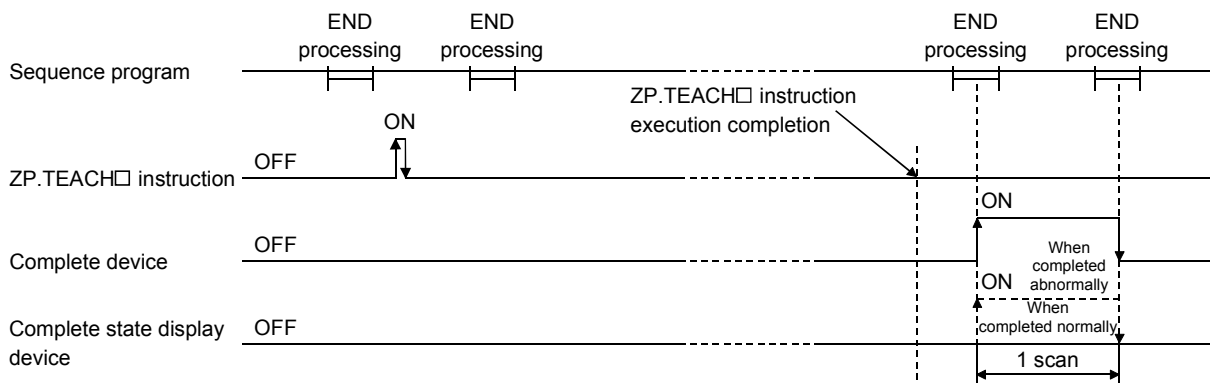 END processing
END processing
END processing
END processing
Sequence program
ZP.TEACH□ instruction
execution completion
ON
OFF
ZP.TEACH□ instruction
ON
OFF
Complete device
When
completed
abnormally
ON
When
completed normally
OFF
Complete state display
device
1 scan